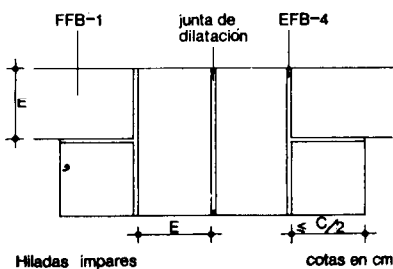 FFB-1
junta de
dilatación
EFB-4
E
E
≤ C/2
Hiladas impares
cotas en cm